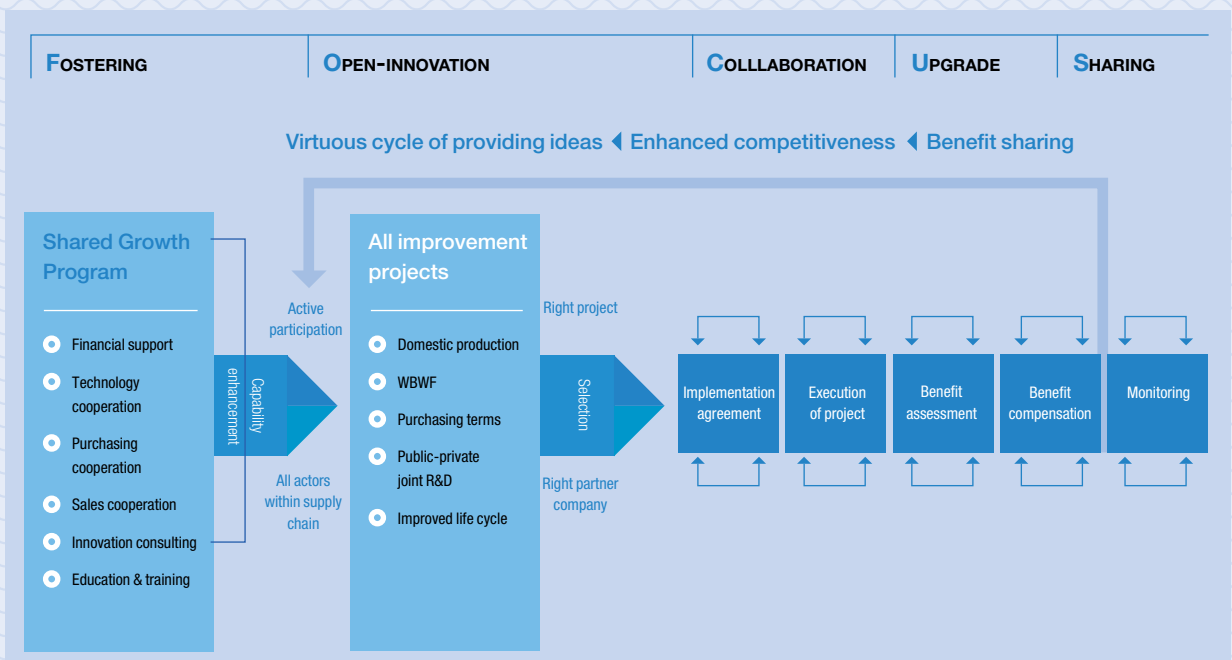 FOSTERING
OPEN-INNOVATION
COLLLABORATION
UPGRADE
SHARING
Virtuous cycle of providing ideas ◀ Enhanced competitiveness ◀ Benefit sharing
Shared Growth
Program
Financial support
Technology
cooperation
Purchasing
cooperation
Sales cooperation
Innovation consulting
Education & training
Capability
enhancement
Active
participation
All actors
within supply
chain
All improvement
projects
Domestic production
WBWF
Purchasing terms
Public-private
joint R&D
Improved life cycle
Right project
Selection
Right partner
company
Implementation
agreement
Execution
of project
Benefit
assessment
Benefit
compensation
Monitoring